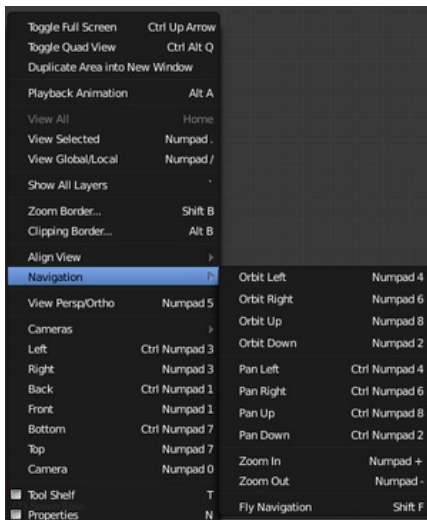 Toggle Full Screen Ctrl Up Arrow
Toggle Quad View Ctrl Alt Q
Duplicate Area into New Window
Playback Animation Alt A
View All Home
View Selected Numpad .
View Global/Local Numpad /
Show All Layers `
Zoom Border... Shift B
Clipping Border... Alt B
Align View
Navigation
View Persp/Ortho Numpad 5
Cameras
Left Ctrl Numpad 3
Right Numpad 3
Back Ctrl Numpad 1
Front Numpad 1
Bottom Ctrl Numpad 7
Top Numpad 7
Camera Numpad 0
Tool Shelf T
Properties N
Orbit Left Numpad 4
Orbit Right Numpad 6
Orbit Up Numpad 8
Orbit Down Numpad 2
Pan Left Ctrl Numpad 4
Pan Right Ctrl Numpad 6
Pan Up Ctrl Numpad 8
Pan Down Ctrl Numpad 2
Zoom In Numpad +
Zoom Out Numpad -
Fly Navigation Shift F